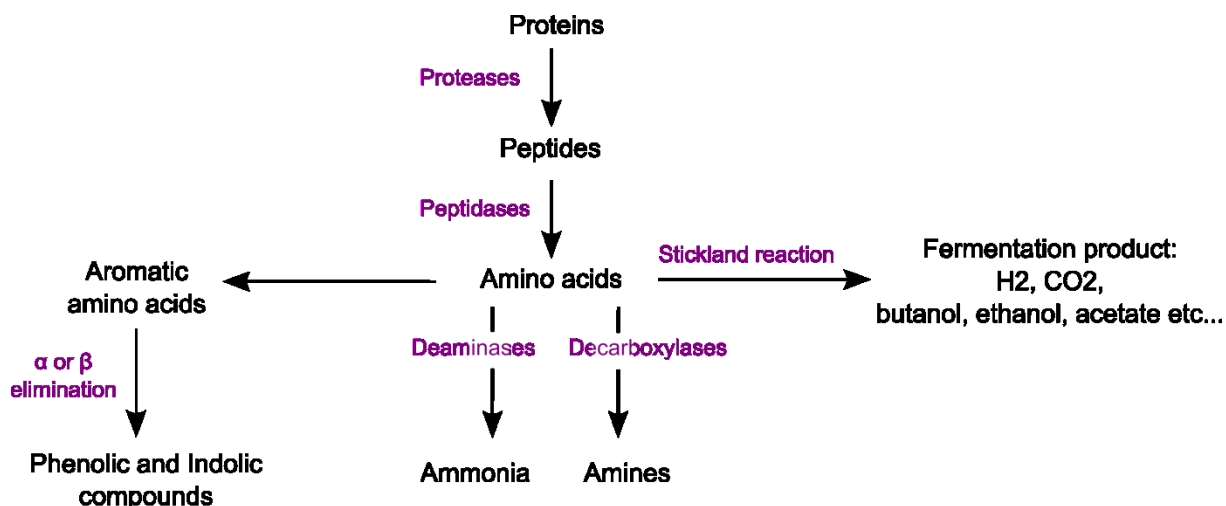 Proteins
Proteases
Peptides
Peptidases
Aromatic
amino acids
Amino acids
Stickland reaction
Fermentation product:
H2, CO2,
butanol, ethanol, acetate etc...
α or β
elimination
Deaminases
Decarboxylases
Phenolic and Indolic
compounds
Ammonia
Amines